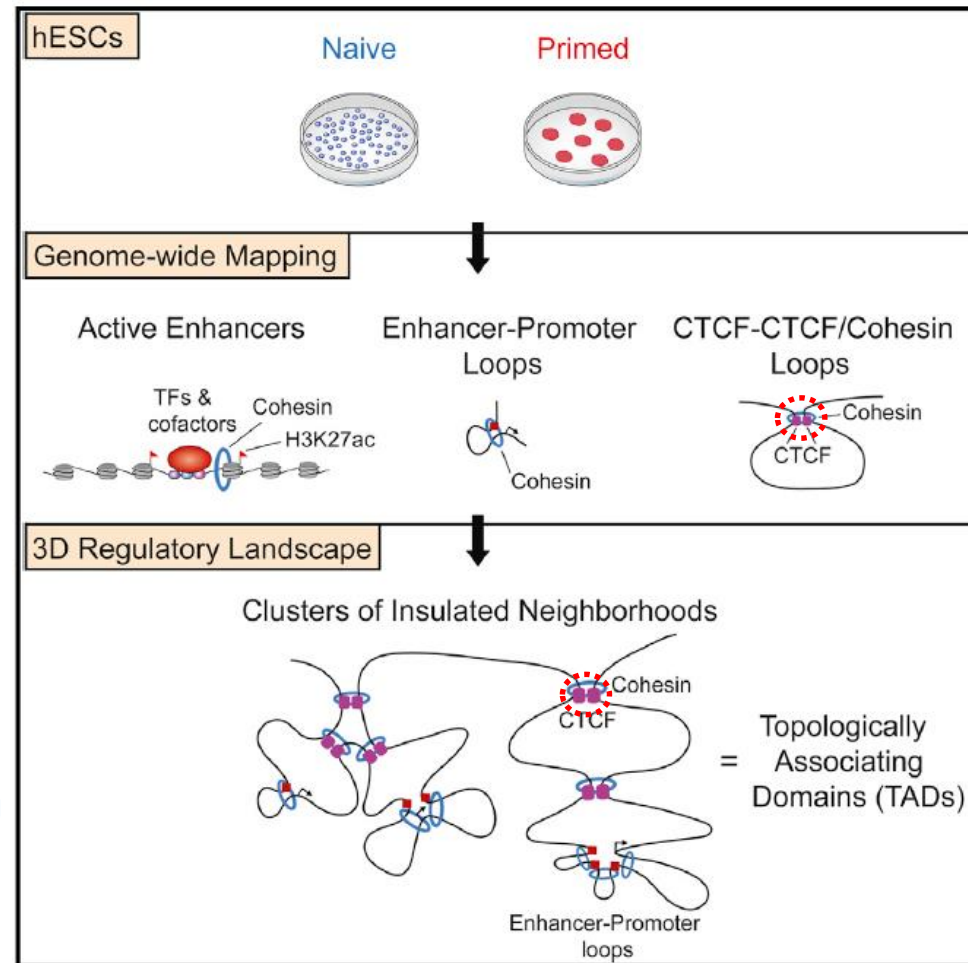 hESCs
Naive
Primed
Genome-wide Mapping
Active Enhancers
TFs &
cofactors
Cohesin
H3K27ac
Enhancer-Promoter
Loops
Cohesin
CTCF-CTCF/Cohesin
Loops
Cohesin
CTCF
3D Regulatory Landscape
Clusters of Insulated Neighborhoods
Cohesin
CTCF
=
Topologically
Associating
Domains (TADs)
Enhancer-Promoter
loops